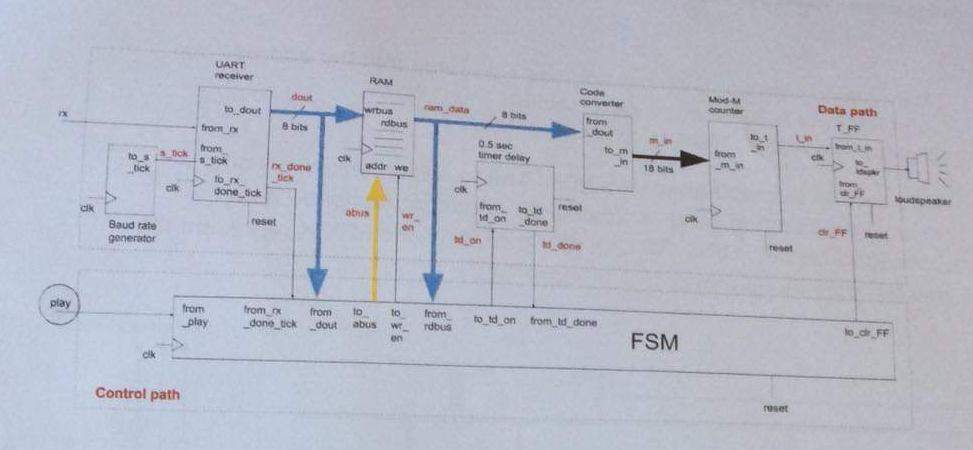 UART
receiver
to_dout
from_rx
from_
s_tick
to_rx_
done_tick
rx
clk
reset
to_s
_tick
s_tick
clk
Baud rate
generator
dout
8 bits
rx_done
_tick
RAM
wrbus
rdbus
clk
addr we
abus
wr_
en
ram_data
8 bits
0.5 sec
timer delay
clk
from_
td_on
to_td
_done
reset
td_on
td_done
Code
converter
from
_dout
to_m
_in
m_in
18 bits
Mod-M
counter
to_t
_in
from
_m_in
clk
reset
Data path
T_FF
t_in
from_t_in
clk
to_
ldspkr
from_
clr_FF
clr_FF
reset
loudspeaker
play
from
_play
from_rx
_done_tick
from
_dout
to_
abus
to_
wr_
en
from_
rdbus
to_td_on
from_td_done
FSM
to_clr_FF
clk
Control path
reset